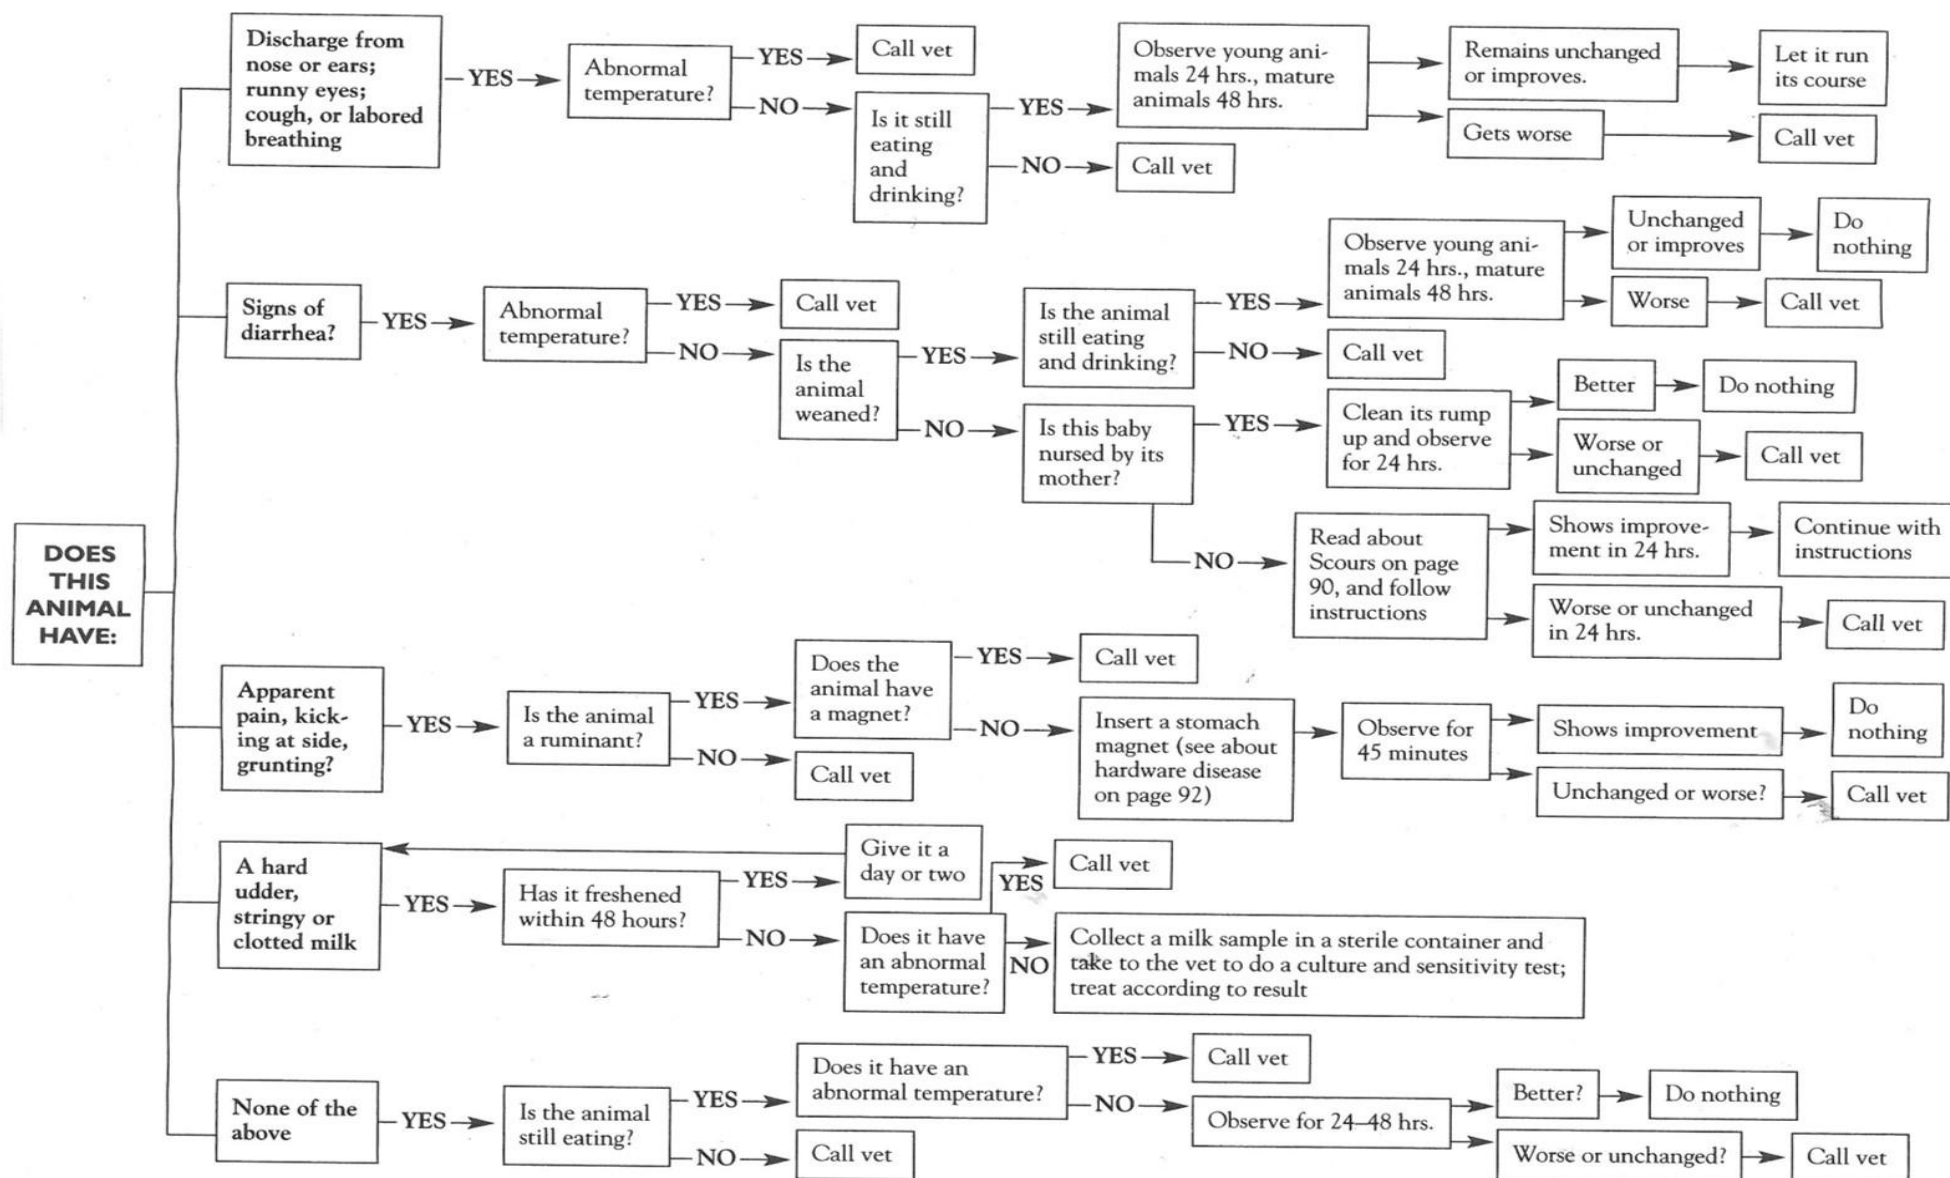 DOES
THIS
ANIMAL
HAVE:
Discharge from
nose or ears;
runny eyes;
cough, or labored
breathing
YES
Abnormal
temperature?
YES
Call vet
NO
Is it still
eating
and
drinking?
YES
Observe young ani-
mals 24 hrs., mature
animals 48 hrs.
Remains unchanged
or improves.
Let it run
its course
Gets worse
Call vet
NO
Call vet
Signs of
diarrhea?
YES
Abnormal
temperature?
YES
Call vet
NO
Is the
animal
weaned?
YES
Is the animal
still eating
and drinking?
YES
Observe young ani-
mals 24 hrs., mature
animals 48 hrs.
Unchanged
or improves
Do
nothing
Worse
Call vet
NO
Call vet
NO
Is this baby
nursed by its
mother?
YES
Clean its rump
up and observe
for 24 hrs.
Better
Do nothing
Worse or
unchanged
Call vet
NO
Read about
Scours on page
90, and follow
instructions
Shows improve-
ment in 24 hrs.
Continue with
instructions
Worse or unchanged
in 24 hrs.
Call vet
Apparent
pain, kick-
ing at side,
grunting?
YES
Is the animal
a ruminant?
YES
Does the
animal have
a magnet?
YES
Call vet
NO
Insert a stomach
magnet (see about
hardware disease
on page 92)
Observe for
45 minutes
Shows improvement
Do
nothing
Unchanged or worse?
Call vet
NO
Call vet
A hard
udder,
stringy or
clotted milk
YES
Has it freshened
within 48 hours?
YES
Give it a
day or two
NO
Does it have
an abnormal
temperature?
YES
Call vet
NO
Collect a milk sample in a sterile container and
take to the vet to do a culture and sensitivity test;
treat according to result
None of the
above
YES
Is the animal
still eating?
YES
Does it have an
abnormal temperature?
YES
Call vet
NO
Observe for 24–48 hrs.
Better?
Do nothing
Worse or unchanged?
Call vet
NO
Call vet